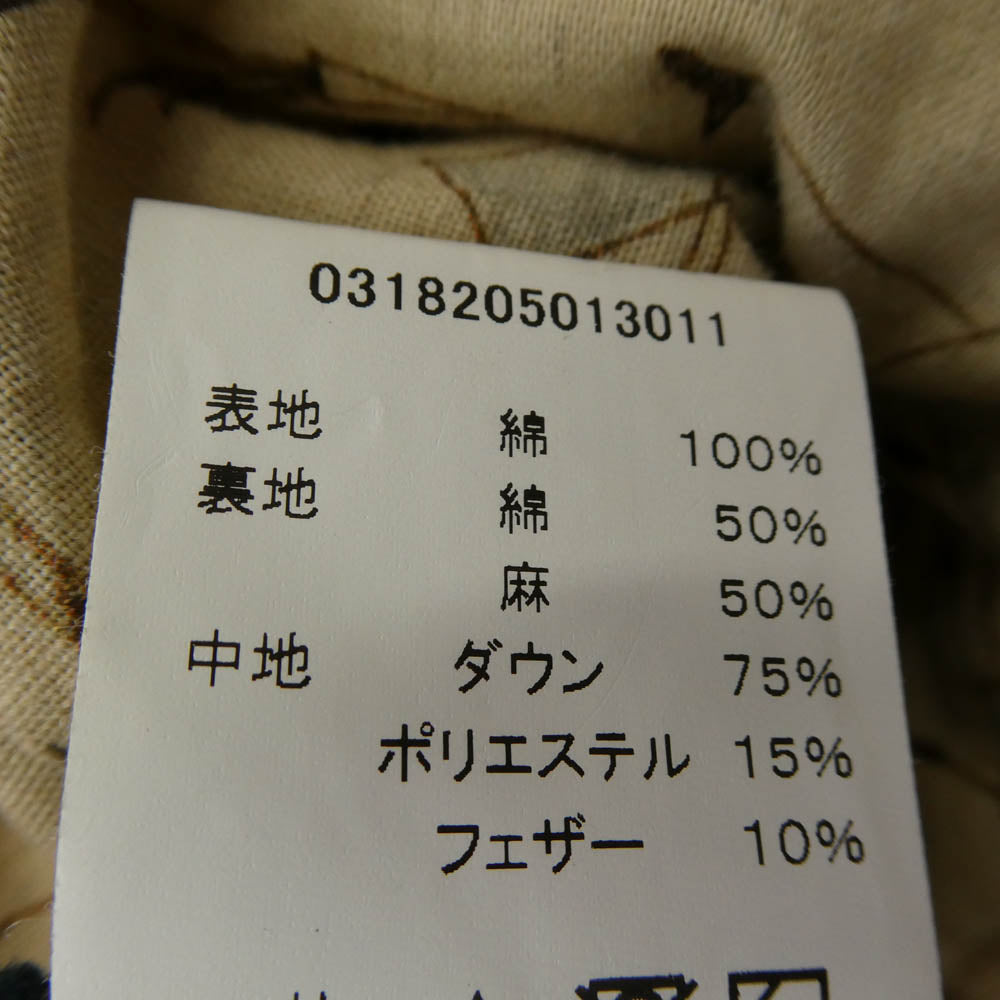 0318205013011
表地 綿 100%
裏地 綿 50%
麻 50%
中地 ダウン 75%
ポリエステル 15%
フェザー 10%